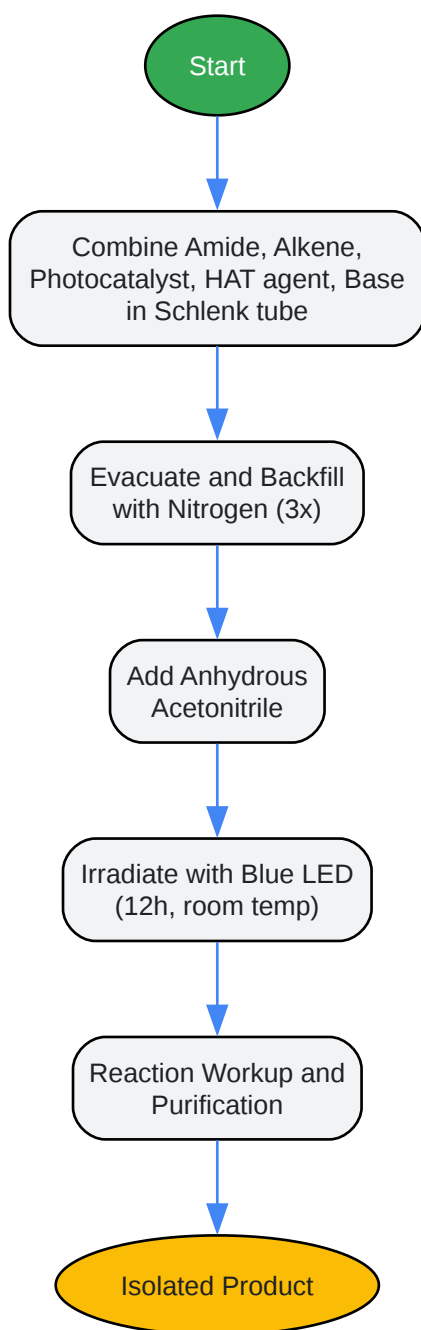 Start
Combine Amide, Alkene,
Photocatalyst, HAT agent, Base
in Schlenk tube
Evacuate and Backfill
with Nitrogen (3x)
Add Anhydrous
Acetonitrile
Irradiate with Blue LED
(12h, room temp)
Reaction Workup and
Purification
Isolated Product